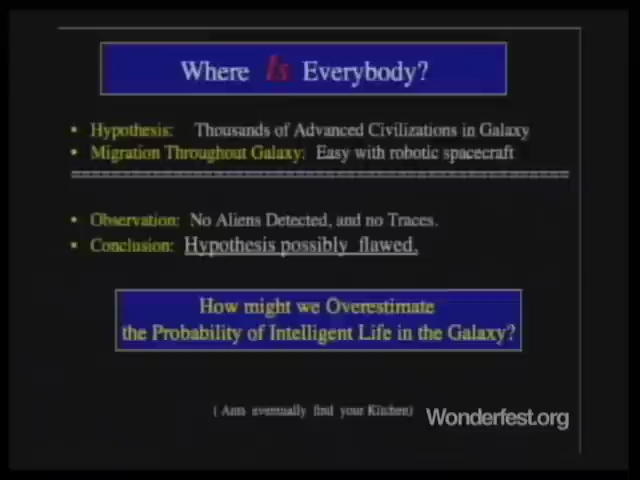 Where Is Everybody?
• Hypothesis: Thousands of Advanced Civilizations in Galaxy
• Migration Throughout Galaxy: Easy with robotic spacecraft
• Observation: No Aliens Detected, and no Traces.
• Conclusion: Hypothesis possibly flawed.
How might we Overestimate
the Probability of Intelligent Life in the Galaxy?
( Ants eventually find your Kitchen)
Wonderfest.org